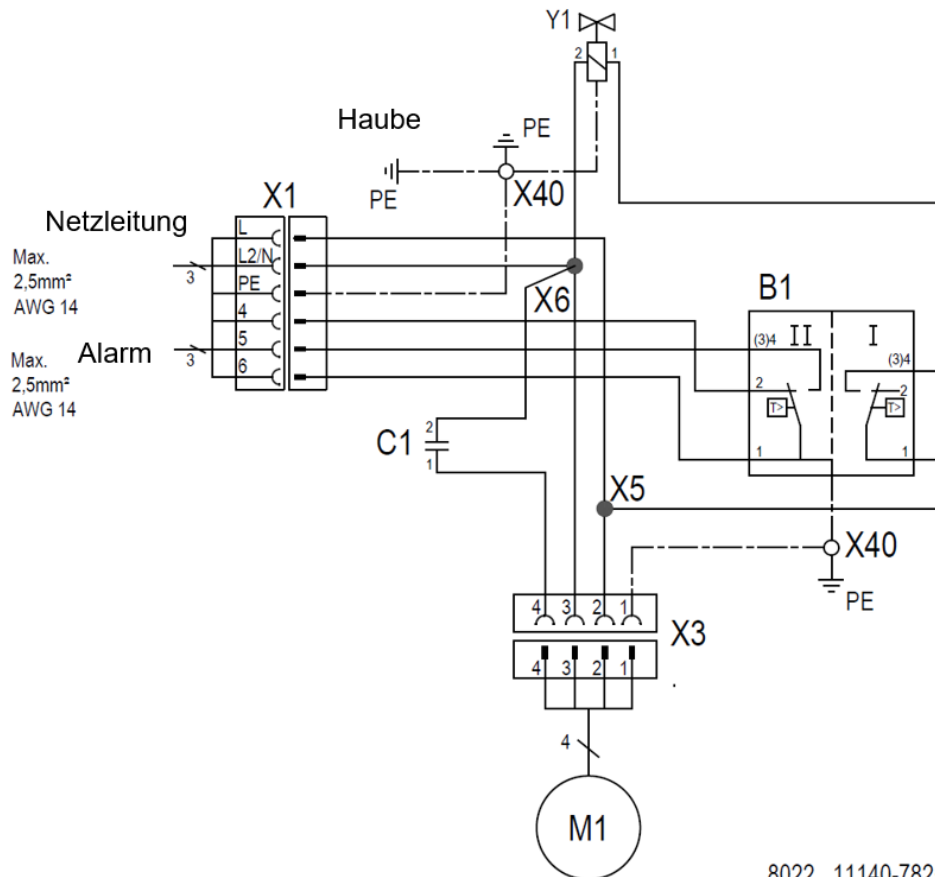 Y1
2 1
Haube
PE
PE
X40
X1
Netzleitung
L
L2/N
PE
4
5
6
Max.
2,5mm²
AWG 14
3
Alarm
Max.
2,5mm²
AWG 14
3
X6
B1
II I
(3)4 (3)4
2 2
T> T>
1 1
C1
2
1
X5
X40
PE
4 3 2 1
X3
4 3 2 1
4
M1
8022 11140-782